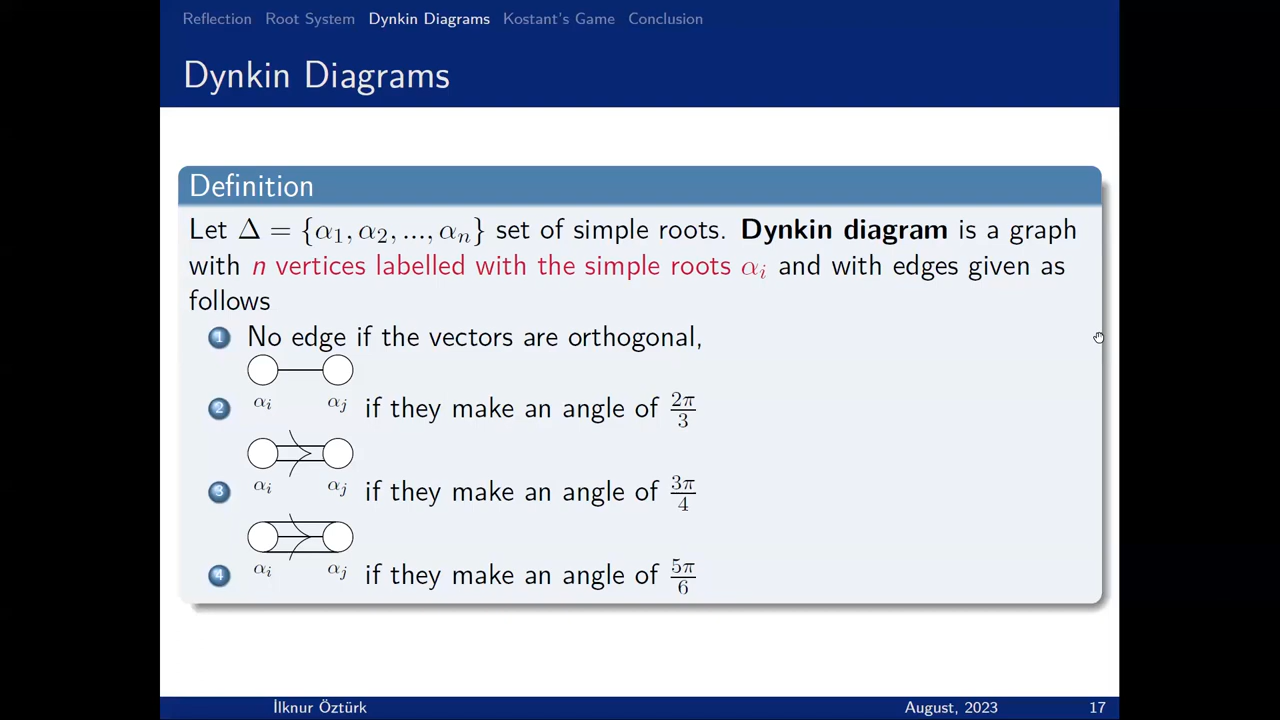 Reflection Root System Dynkin Diagrams Kostant's Game Conclusion
Dynkin Diagrams
Definition
Let Δ = {α₁, α₂, ..., αₙ} set of simple roots. Dynkin diagram is a graph
with n vertices labelled with the simple roots αᵢ and with edges given as
follows
1 No edge if the vectors are orthogonal,
2 αᵢ αⱼ if they make an angle of 2π/3
3 αᵢ αⱼ if they make an angle of 3π/4
4 αᵢ αⱼ if they make an angle of 5π/6
İlknur Öztürk August, 2023 17